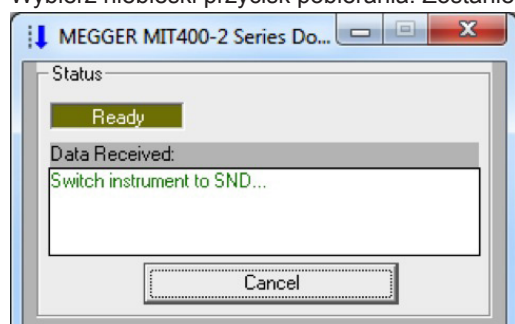 Wybierz niebieski przycisk pobierania. Zostanie
MEGGER MIT400-2 Series Do...
Status
Ready
Data Received:
Switch instrument to SND...
Cancel